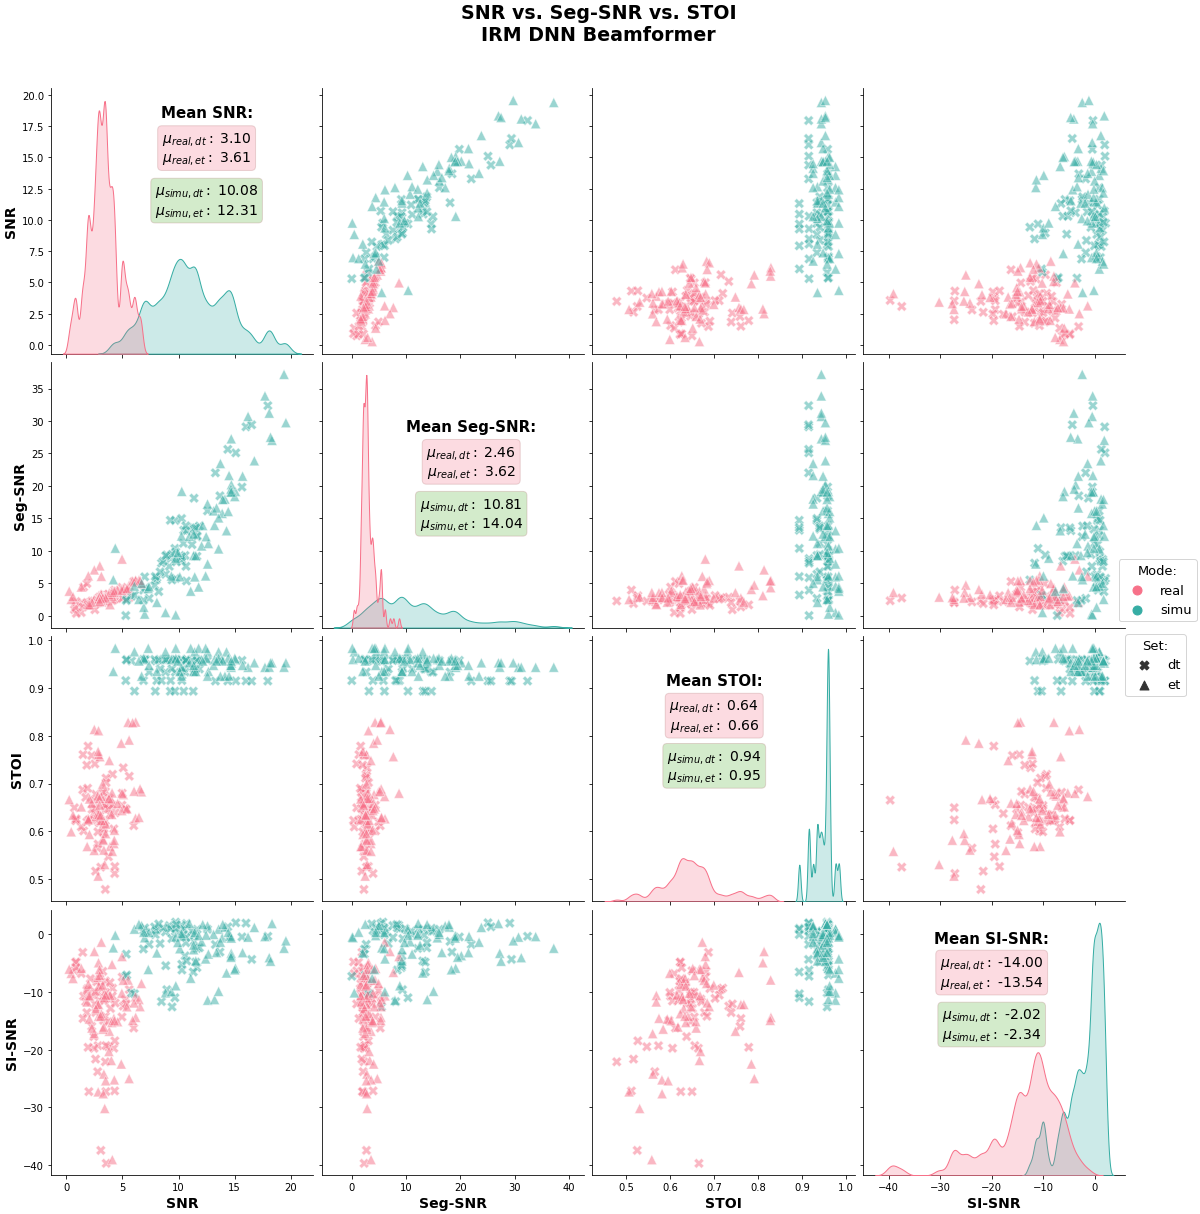 SNR vs. Seg-SNR vs. STOI
IRM DNN Beamformer
20.0
17.5
15.0
12.5
10.0
7.5
5.0
2.5
0.0
SNR
Mean SNR:
μreal,dt : 3.10
μreal,et : 3.61
μsimu,dt : 10.08
μsimu,et : 12.31
35
30
25
20
15
10
5
0
Seg-SNR
Mean Seg-SNR:
μreal,dt : 2.46
μreal,et : 3.62
μsimu,dt : 10.81
μsimu,et : 14.04
Mode:
real
simu
Set:
dt
et
1.0
0.9
0.8
0.7
0.6
0.5
STOI
Mean STOI:
μreal,dt : 0.64
μreal,et : 0.66
μsimu,dt : 0.94
μsimu,et : 0.95
0
−10
−20
−30
−40
SI-SNR
Mean SI-SNR:
μreal,dt : -14.00
μreal,et : -13.54
μsimu,dt : -2.02
μsimu,et : -2.34
0 5 10 15 20
SNR
0 10 20 30 40
Seg-SNR
0.5 0.6 0.7 0.8 0.9 1.0
STOI
−40 −30 −20 −10 0
SI-SNR